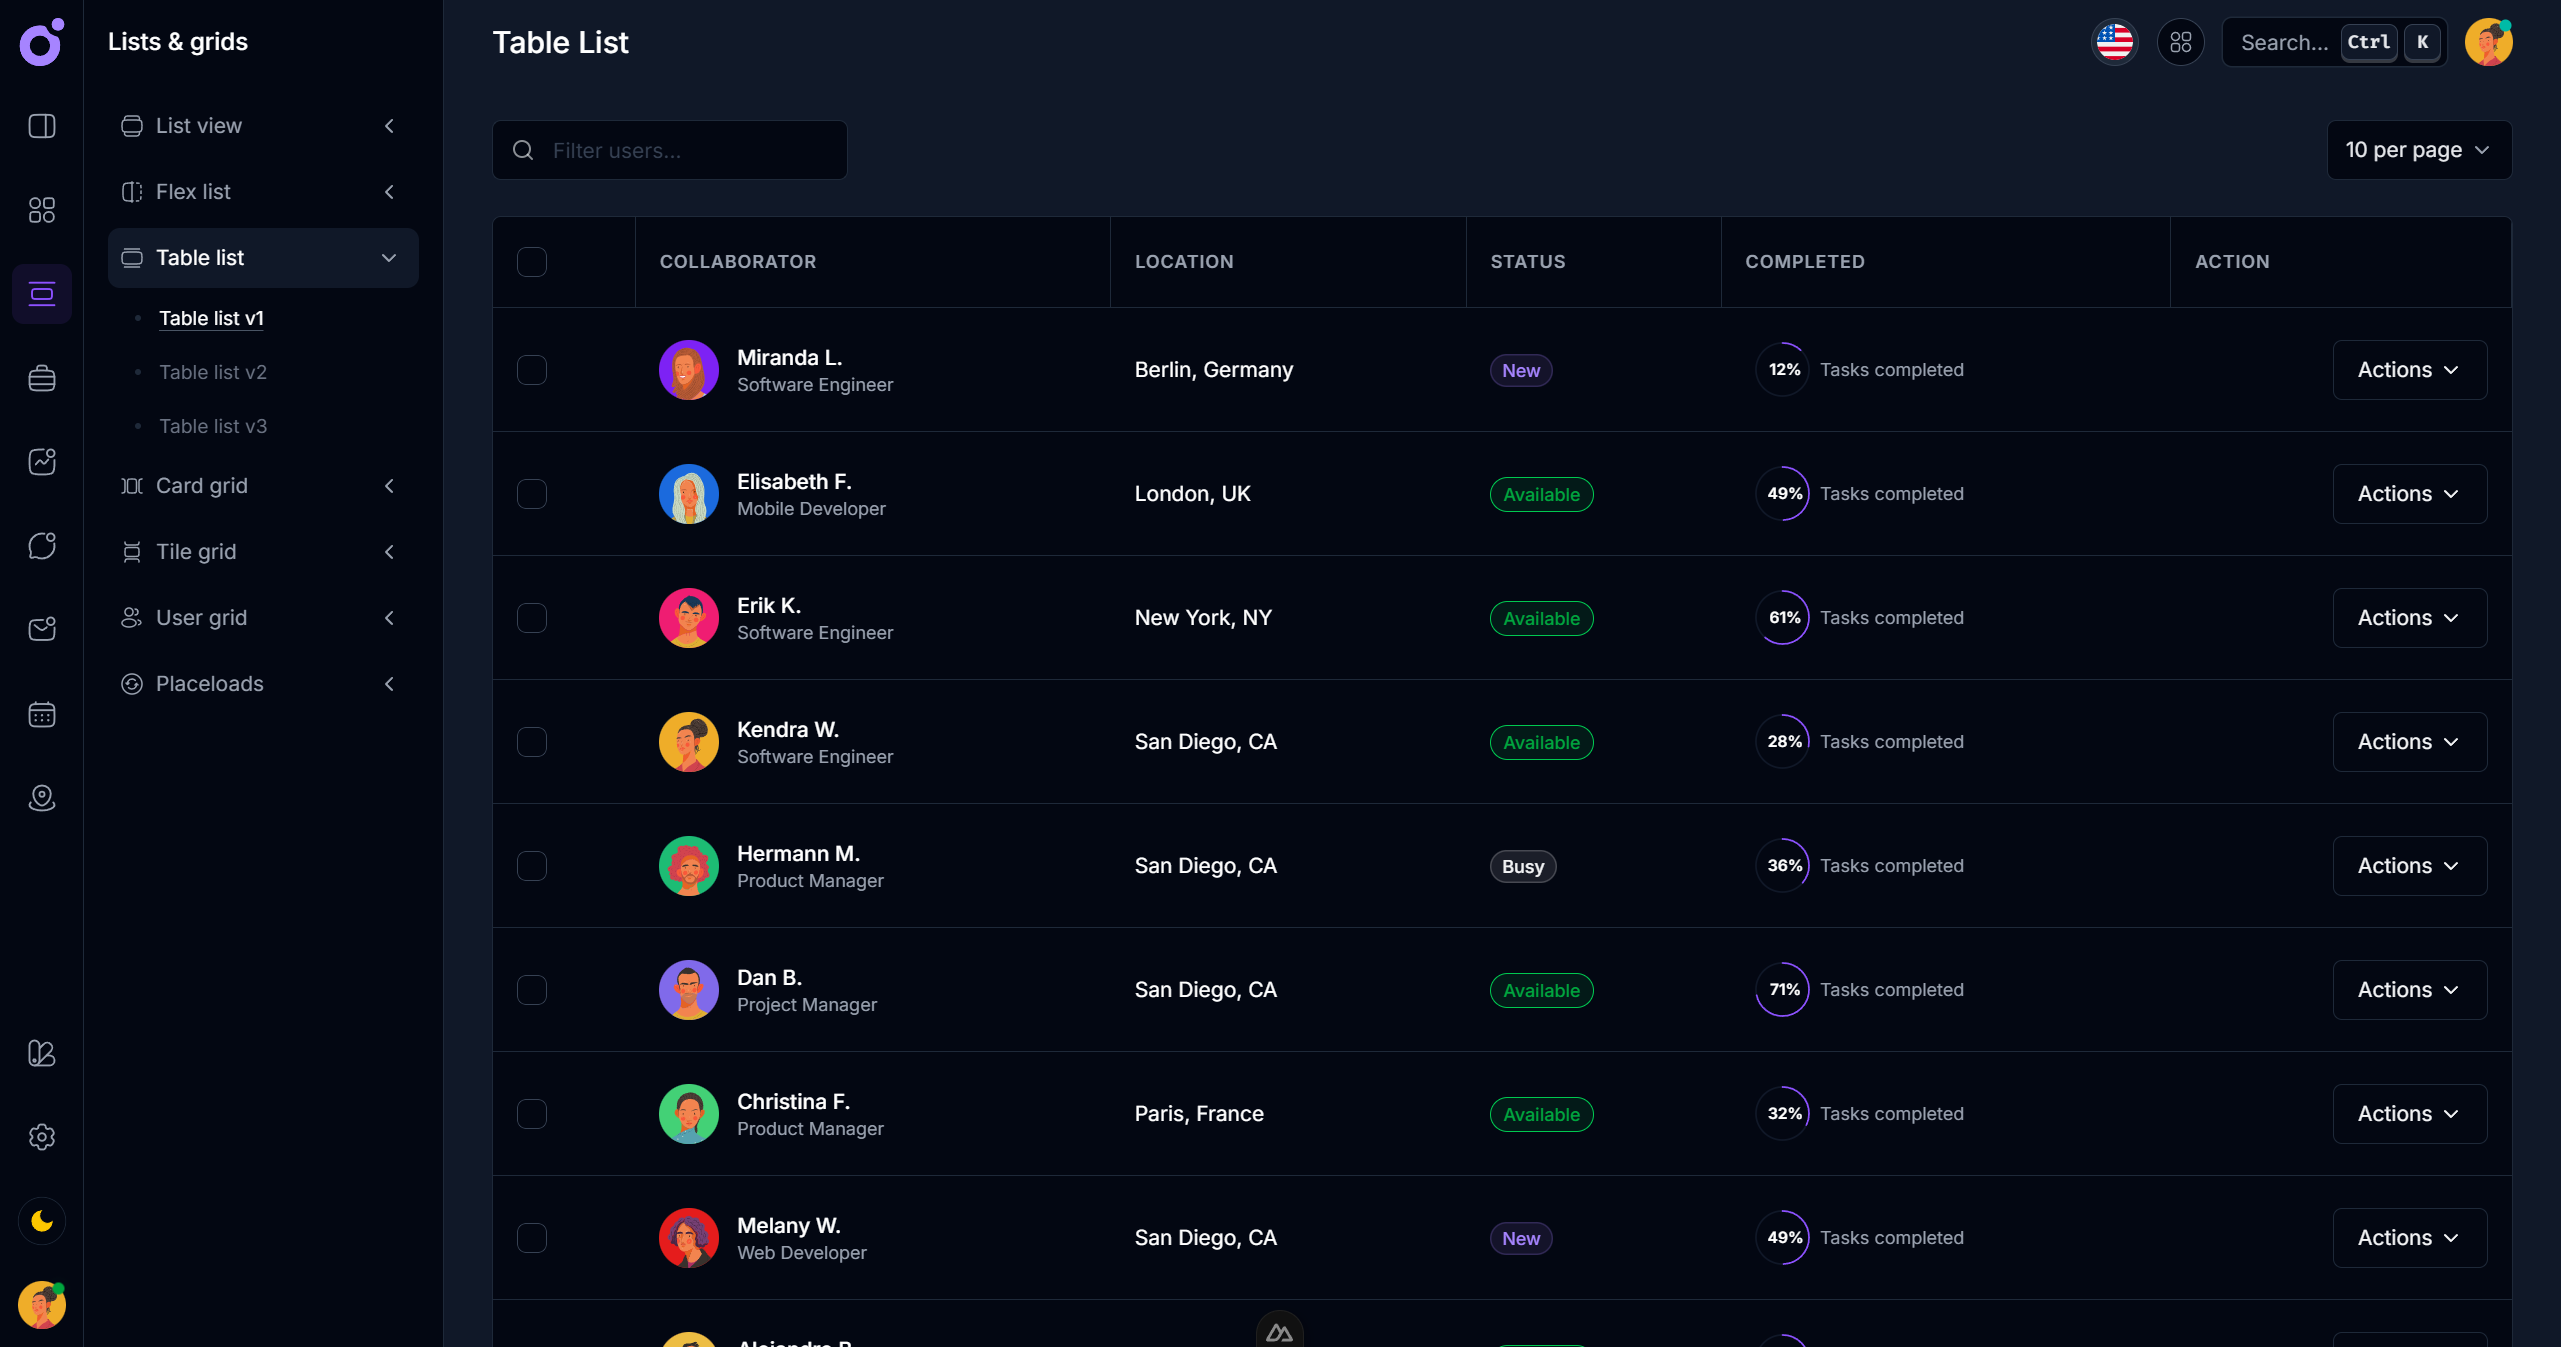 Lists & grids
List view
Flex list
Table list
Table list v1
Table list v2
Table list v3
Card grid
Tile grid
User grid
Placeloads
Table List
Search... Ctrl K
Filter users...
10 per page
COLLABORATOR LOCATION STATUS COMPLETED ACTION
Miranda L.
Software Engineer
Berlin, Germany
New
12% Tasks completed
Actions
Elisabeth F.
Mobile Developer
London, UK
Available
49% Tasks completed
Actions
Erik K.
Software Engineer
New York, NY
Available
61% Tasks completed
Actions
Kendra W.
Software Engineer
San Diego, CA
Available
28% Tasks completed
Actions
Hermann M.
Product Manager
San Diego, CA
Busy
36% Tasks completed
Actions
Dan B.
Project Manager
San Diego, CA
Available
71% Tasks completed
Actions
Christina F.
Product Manager
Paris, France
Available
32% Tasks completed
Actions
Melany W.
Web Developer
San Diego, CA
New
49% Tasks completed
Actions